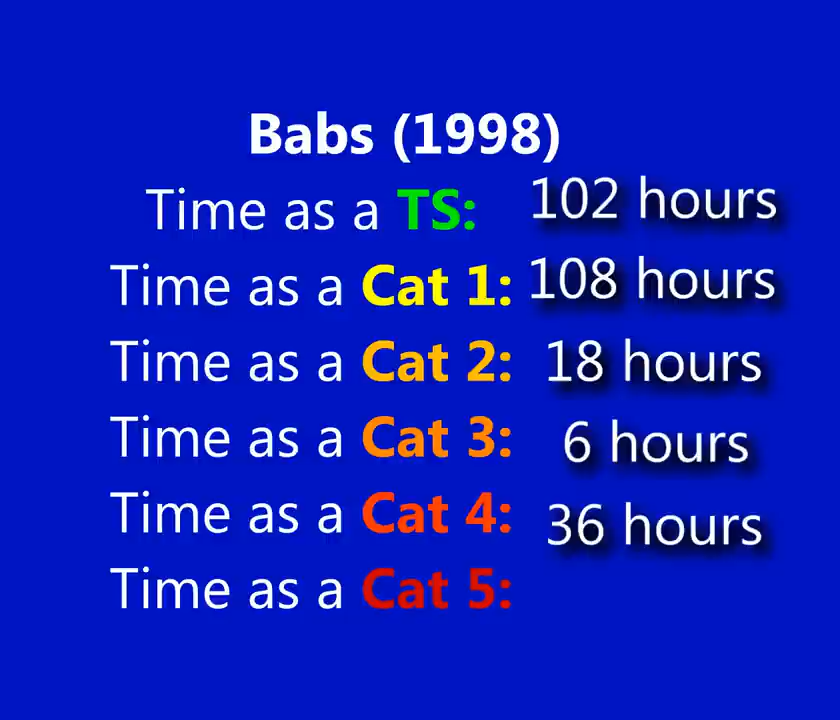 Babs (1998)
Time as a TS: 102 hours
Time as a Cat 1: 108 hours
Time as a Cat 2: 18 hours
Time as a Cat 3: 6 hours
Time as a Cat 4: 36 hours
Time as a Cat 5: